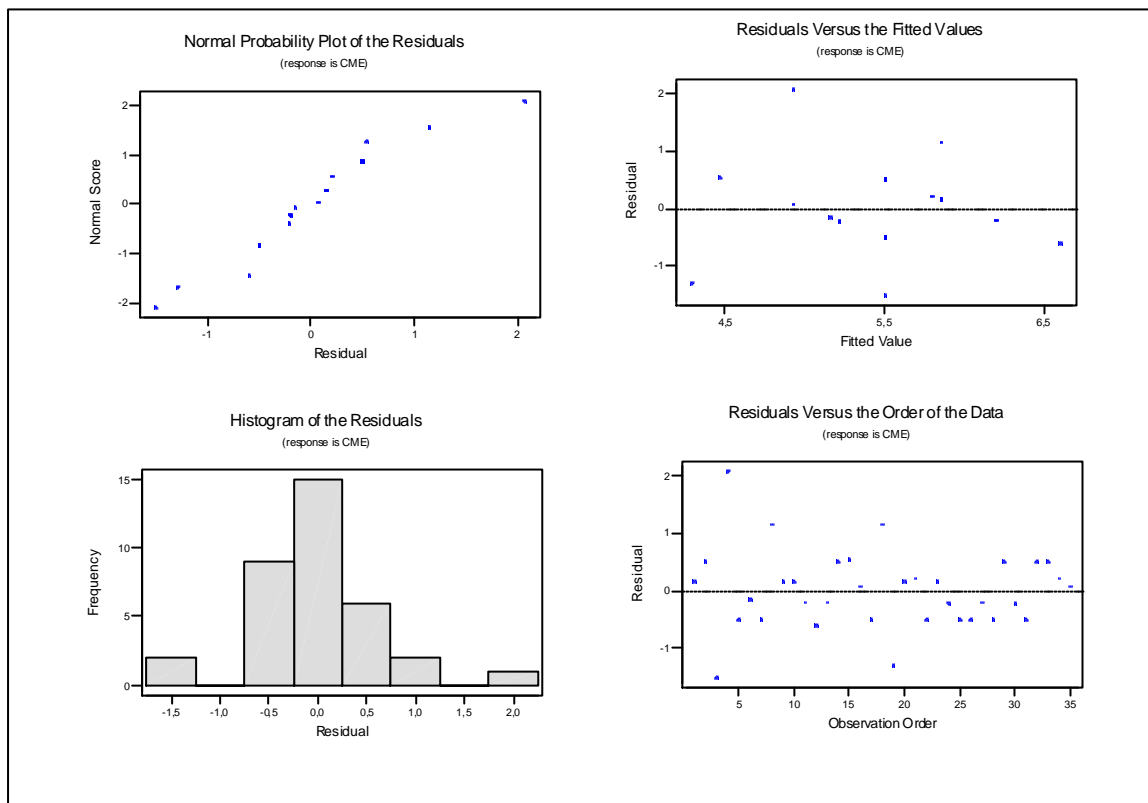 Normal Probability Plot of the Residuals
(response is CME)
2
1
0
-1
-2
Normal Score
-1 0 1 2
Residual
Residuals Versus the Fitted Values
(response is CME)
2
1
0
-1
Residual
4,5 5,5 6,5
Fitted Value
Histogram of the Residuals
(response is CME)
15
10
5
0
Frequency
-1,5 -1,0 -0,5 0,0 0,5 1,0 1,5 2,0
Residual
Residuals Versus the Order of the Data
(response is CME)
2
1
0
-1
Residual
5 10 15 20 25 30 35
Observation Order